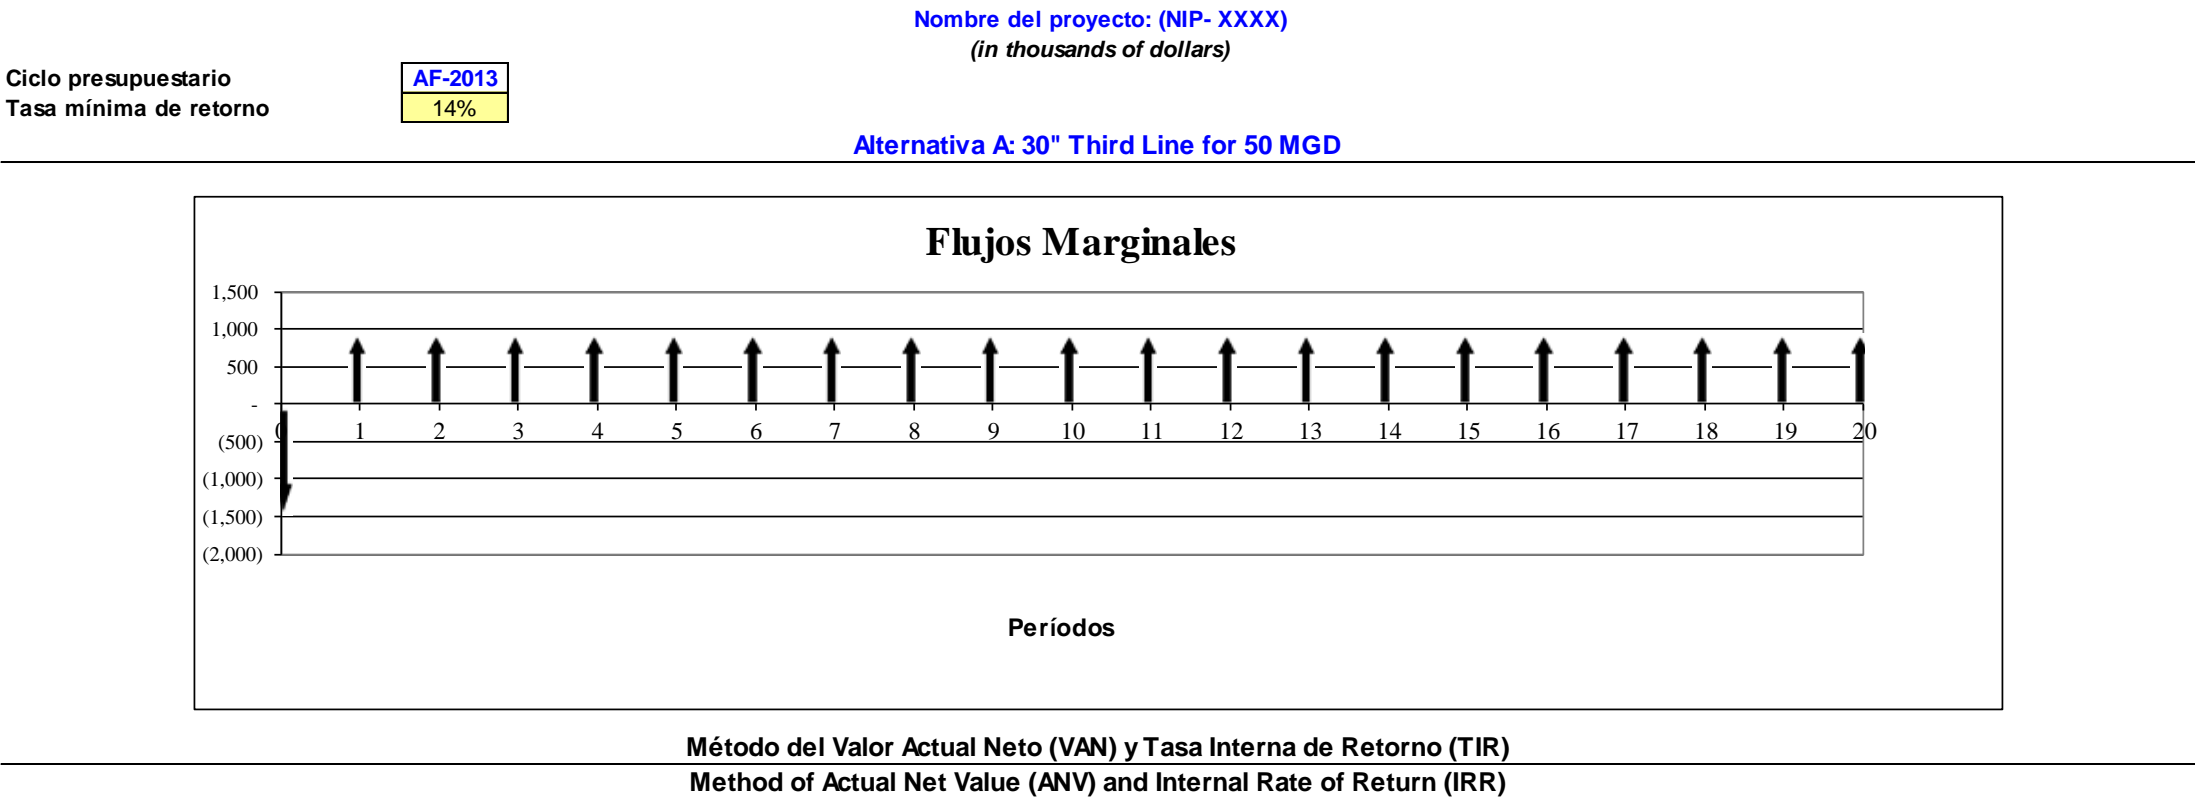 Nombre del proyecto: (NIP- XXXX)
(in thousands of dollars)
Ciclo presupuestario AF-2013
Tasa mínima de retorno 14%
Alternativa A: 30" Third Line for 50 MGD
Flujos Marginales
1,500
1,000
500
-
0 1 2 3 4 5 6 7 8 9 10 11 12 13 14 15 16 17 18 19 20
(500)
(1,000)
(1,500)
(2,000)
Períodos
Método del Valor Actual Neto (VAN) y Tasa Interna de Retorno (TIR)
Method of Actual Net Value (ANV) and Internal Rate of Return (IRR)